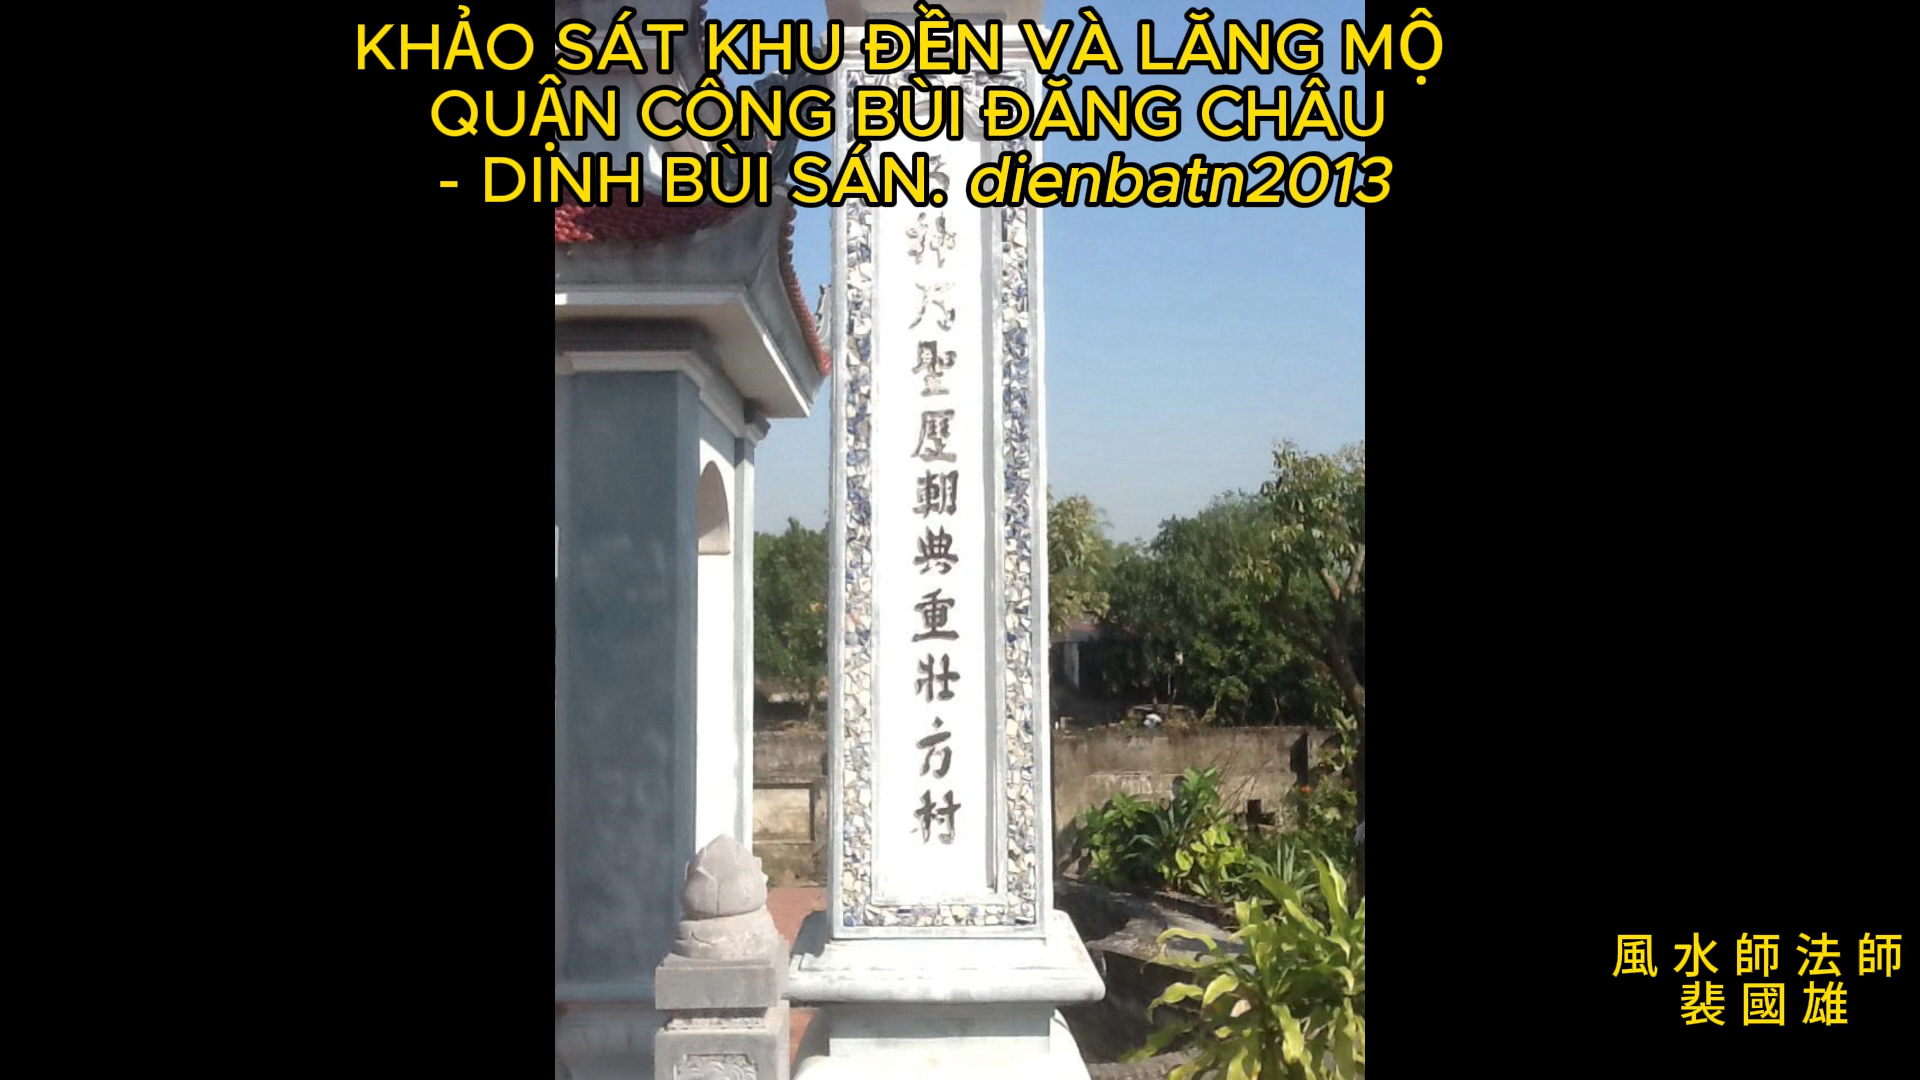 KHẢO SÁT KHU ĐỀN VÀ LĂNG MỘ
QUẬN CÔNG BÙI ĐĂNG CHÂU
- DINH BÙI SÁN. dienbatn2013
聖歷朝典重壯方村
風水師法師
裴國雄